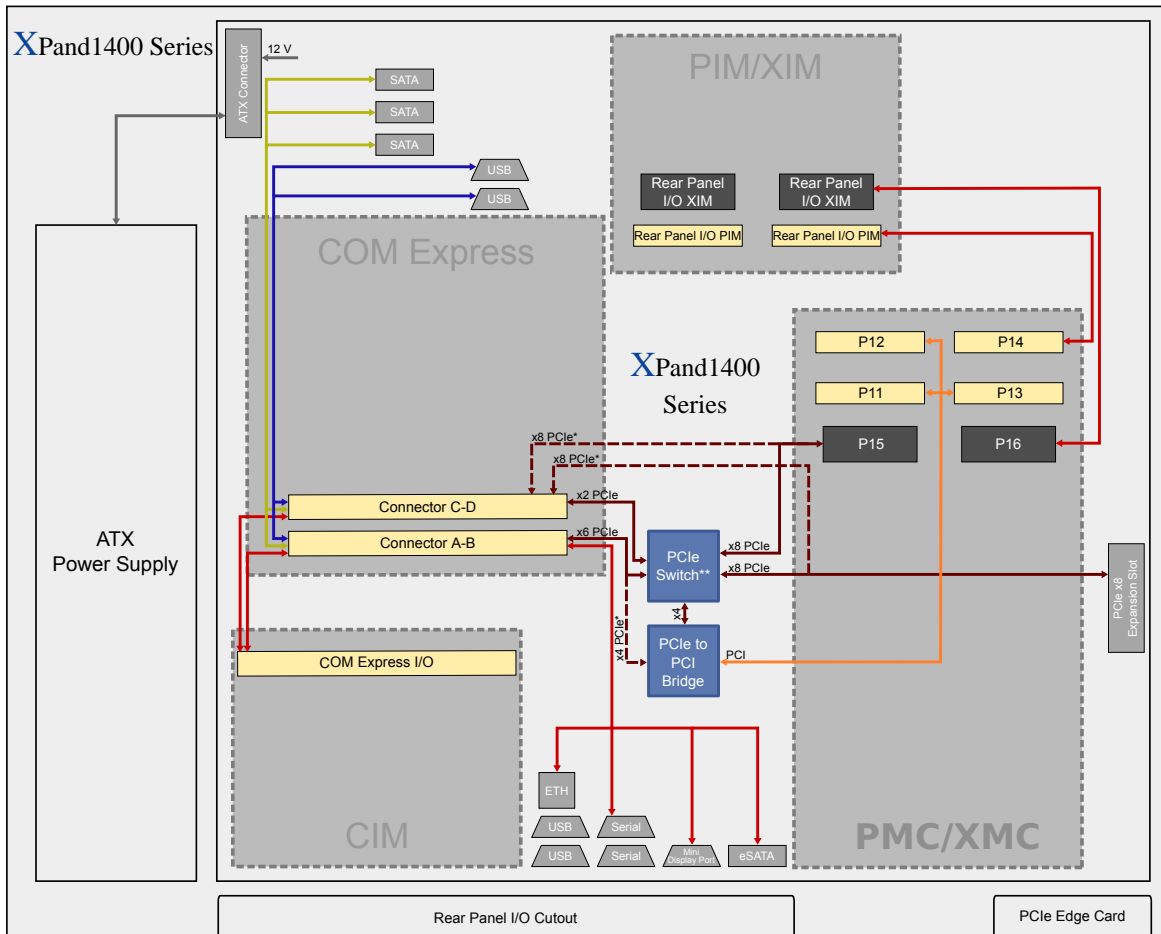 XPand1400 Series
ATX Connector
12 V
SATA
SATA
SATA
USB
USB
PIM/XIM
Rear Panel
I/O XIM
Rear Panel
I/O XIM
Rear Panel I/O PIM
Rear Panel I/O PIM
COM Express
XPand1400
Series
P12
P14
P11
P13
P15
P16
x8 PCIe*
x8 PCIe*
Connector C-D
x2 PCIe
Connector A-B
x6 PCIe
PCIe
Switch**
x8 PCIe
x8 PCIe
PCIe x8
Expansion Slot
ATX
Power Supply
x4
x4 PCIe*
PCIe to
PCI
Bridge
PCI
COM Express I/O
CIM
ETH
USB
Serial
USB
Serial
Mini
Display Port
eSATA
PMC/XMC
Rear Panel I/O Cutout
PCIe Edge Card